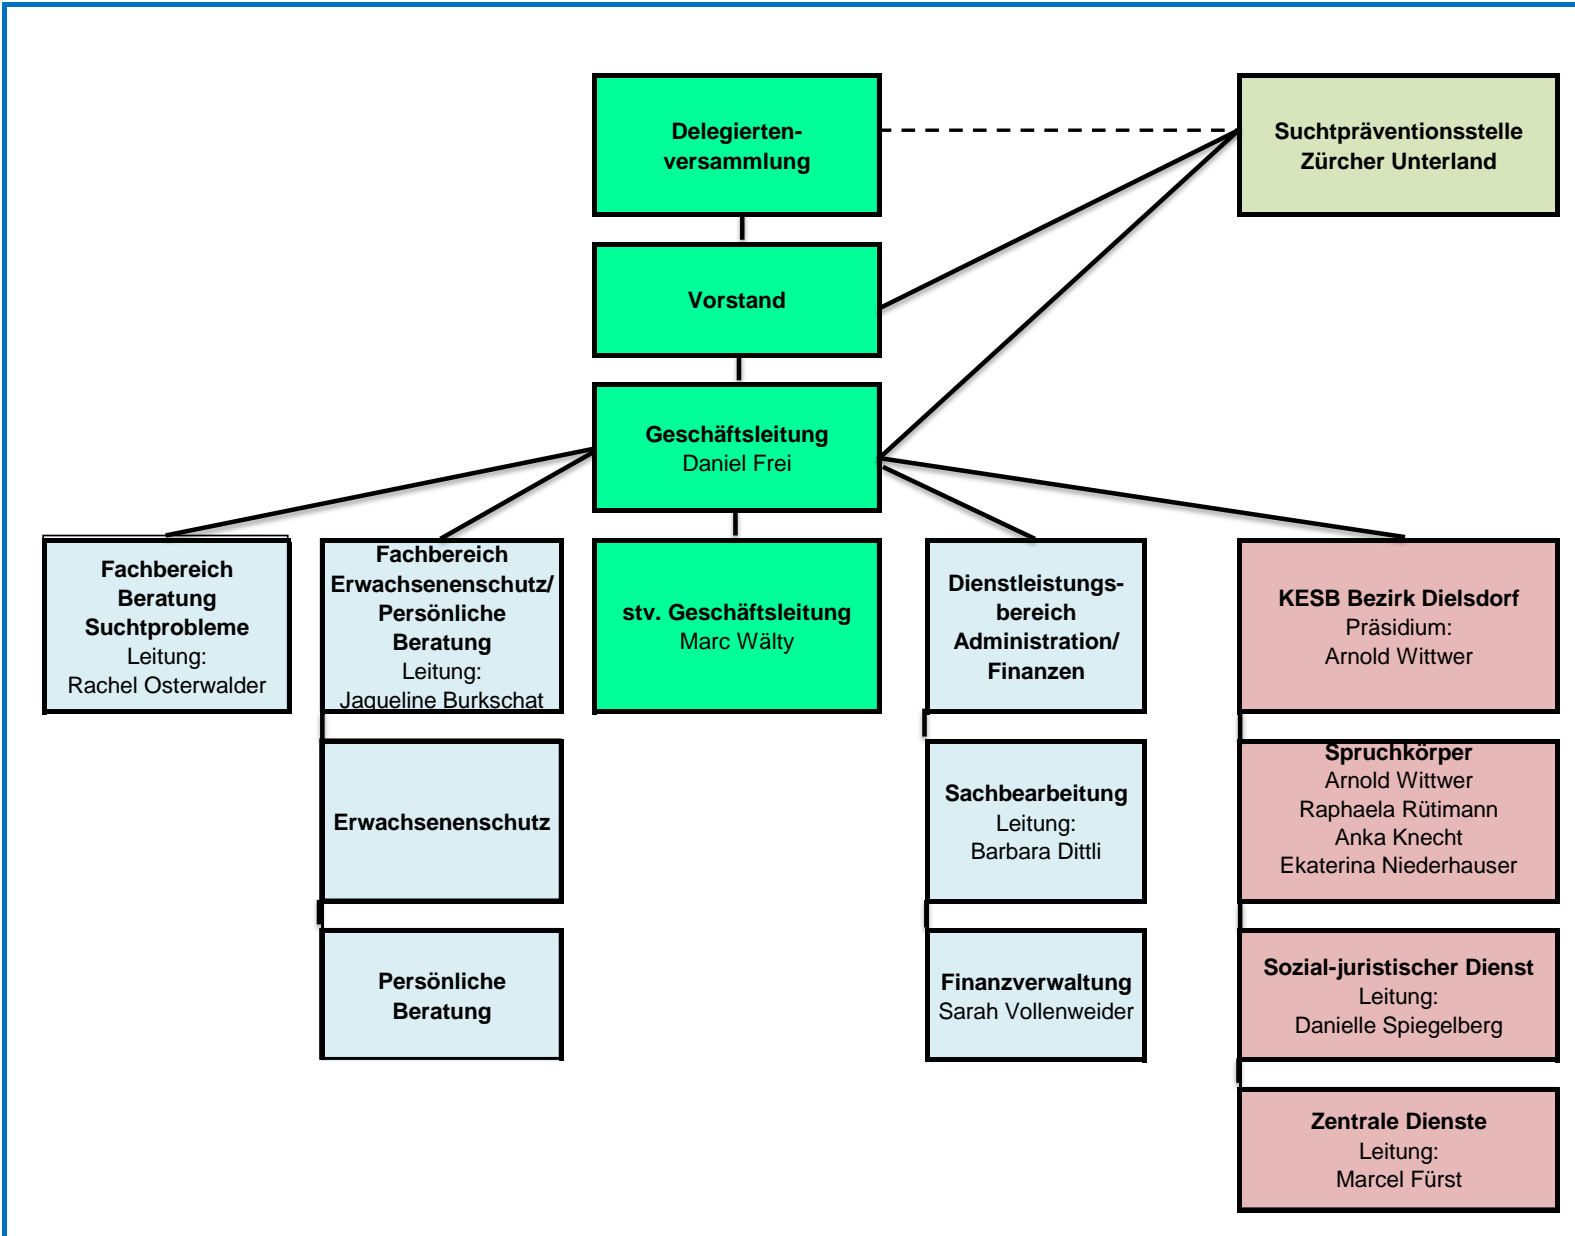 Delegierten-
versammlung
Suchtpräventionsstelle
Zürcher Unterland
Vorstand
Geschäftsleitung
Daniel Frei
Fachbereich
Beratung
Suchtprobleme
Leitung:
Rachel Osterwalder
Fachbereich
Erwachsenenschutz/
Persönliche
Beratung
Leitung:
Jaqueline Burkschat
stv. Geschäftsleitung
Marc Wälty
Dienstleistungs-
bereich
Administration/
Finanzen
KESB Bezirk Dielsdorf
Präsidium:
Arnold Wittwer
Erwachsenenschutz
Sachbearbeitung
Leitung:
Barbara Dittli
Spruchkörper
Arnold Wittwer
Raphaela Rütimann
Anka Knecht
Ekaterina Niederhauser
Persönliche
Beratung
Finanzverwaltung
Sarah Vollenweider
Sozial-juristischer Dienst
Leitung:
Danielle Spiegelberg
Zentrale Dienste
Leitung:
Marcel Fürst